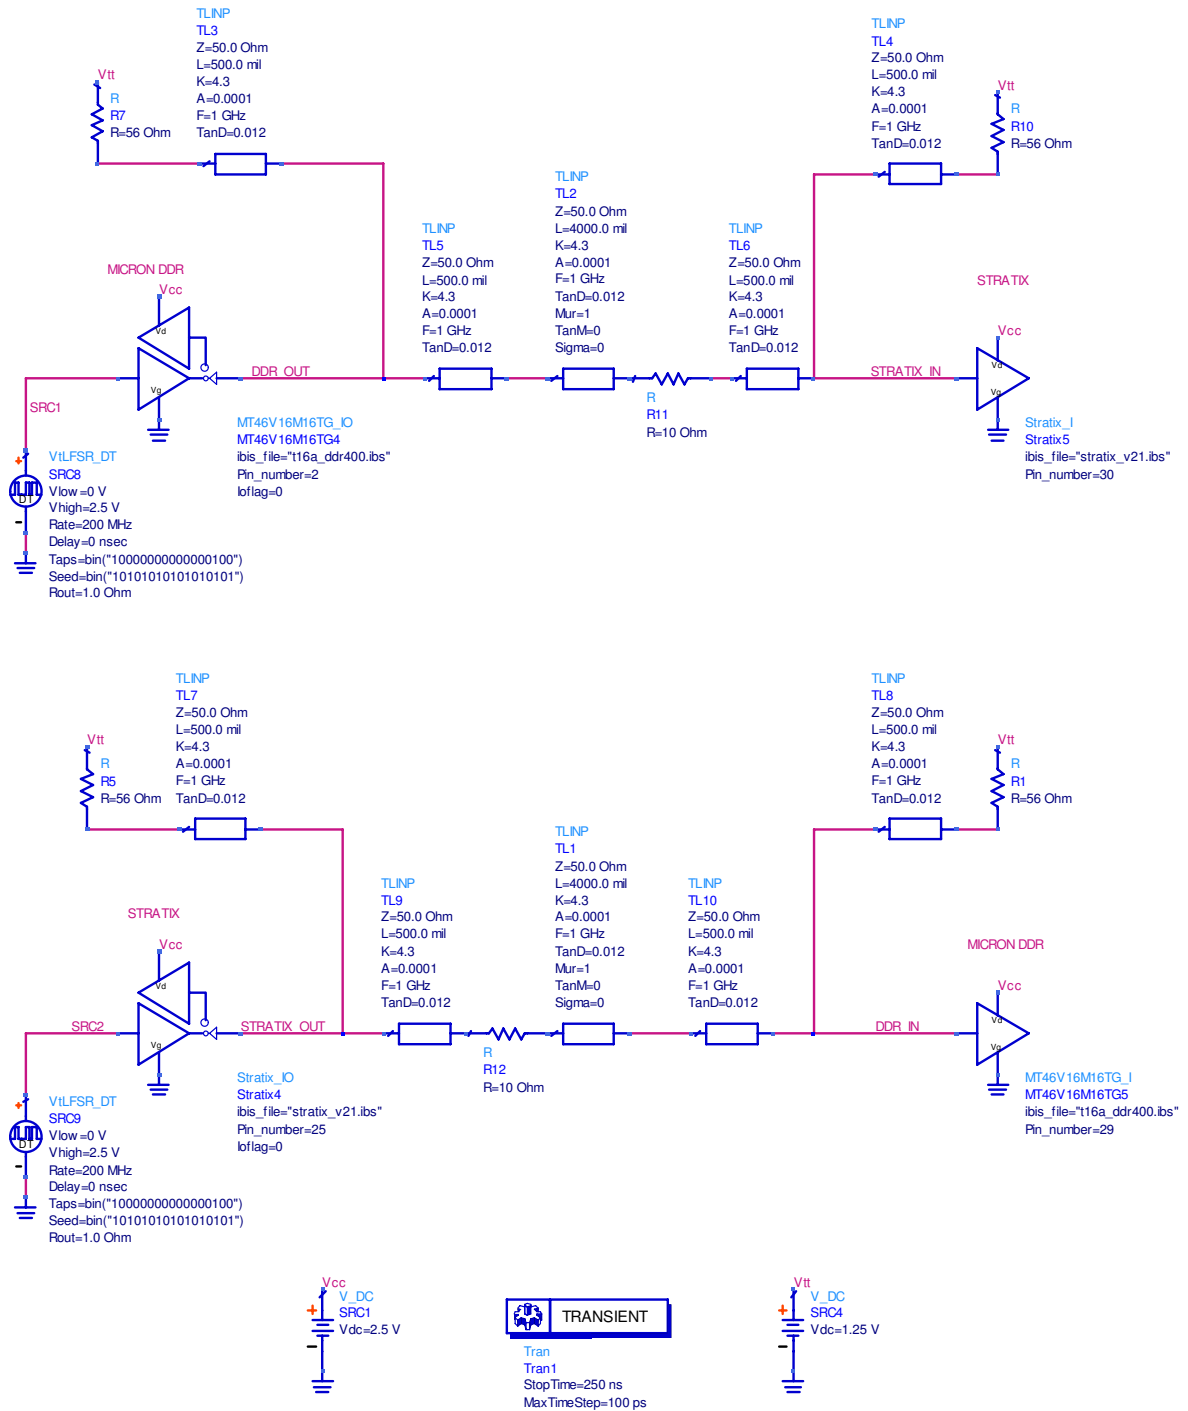 TLINP
TL3
Z=50.0 Ohm
L=500.0 mil
K=4.3
A=0.0001
F=1 GHz
TanD=0.012
Vtt
R
R7
R=56 Ohm
TLINP
TL4
Z=50.0 Ohm
L=500.0 mil
K=4.3
A=0.0001
F=1 GHz
TanD=0.012
Vtt
R
R10
R=56 Ohm
TLINP
TL5
Z=50.0 Ohm
L=500.0 mil
K=4.3
A=0.0001
F=1 GHz
TanD=0.012
TLINP
TL2
Z=50.0 Ohm
L=4000.0 mil
K=4.3
A=0.0001
F=1 GHz
TanD=0.012
Mur=1
TanM=0
Sigma=0
TLINP
TL6
Z=50.0 Ohm
L=500.0 mil
K=4.3
A=0.0001
F=1 GHz
TanD=0.012
R
R11
R=10 Ohm
MICRON DDR
Vcc
Vd
Vg
DDR_OUT
MT46V16M16TG_IO
MT46V16M16TG4
ibis_file="t16a_ddr400.ibs"
Pin_number=2
Ioflag=0
SRC1
VtLFSR_DT
SRC8
Vlow=0 V
Vhigh=2.5 V
Rate=200 MHz
Delay=0 nsec
Taps=bin("10000000000000100")
Seed=bin("10101010101010101")
Rout=1.0 Ohm
DT
STRATIX
Vcc
Vd
Vg
STRATIX_IN
Stratix_I
Stratix5
ibis_file="stratix_v21.ibs"
Pin_number=30
TLINP
TL7
Z=50.0 Ohm
L=500.0 mil
K=4.3
A=0.0001
F=1 GHz
TanD=0.012
Vtt
R
R5
R=56 Ohm
TLINP
TL8
Z=50.0 Ohm
L=500.0 mil
K=4.3
A=0.0001
F=1 GHz
TanD=0.012
Vtt
R
R1
R=56 Ohm
TLINP
TL9
Z=50.0 Ohm
L=500.0 mil
K=4.3
A=0.0001
F=1 GHz
TanD=0.012
R
R12
R=10 Ohm
TLINP
TL1
Z=50.0 Ohm
L=4000.0 mil
K=4.3
A=0.0001
F=1 GHz
TanD=0.012
Mur=1
TanM=0
Sigma=0
TLINP
TL10
Z=50.0 Ohm
L=500.0 mil
K=4.3
A=0.0001
F=1 GHz
TanD=0.012
STRATIX
Vcc
Vd
Vg
SRC2
STRATIX_OUT
Stratix_IO
Stratix4
ibis_file="stratix_v21.ibs"
Pin_number=25
Ioflag=0
VtLFSR_DT
SRC9
Vlow=0 V
Vhigh=2.5 V
Rate=200 MHz
Delay=0 nsec
Taps=bin("10000000000000100")
Seed=bin("10101010101010101")
Rout=1.0 Ohm
DT
MICRON DDR
Vcc
Vd
Vg
DDR_IN
MT46V16M16TG_I
MT46V16M16TG5
ibis_file="t16a_ddr400.ibs"
Pin_number=29
Vcc
V_DC
SRC1
Vdc=2.5 V
TRANSIENT
Tran
Tran1
StopTime=250 ns
MaxTimeStep=100 ps
Vtt
V_DC
SRC4
Vdc=1.25 V